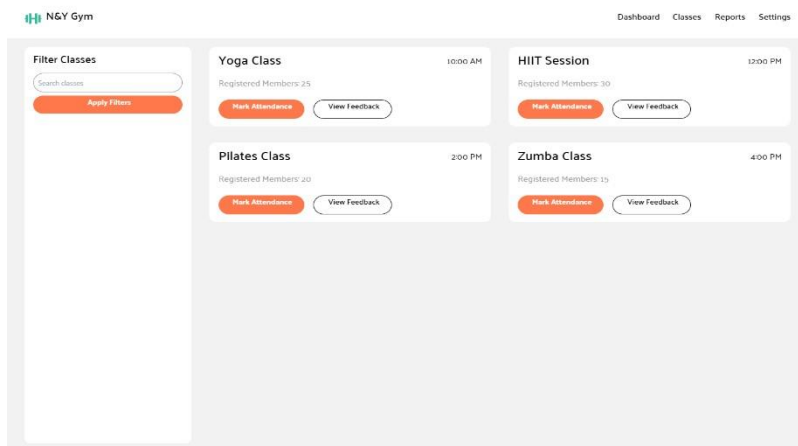 N&Y Gym
Dashboard Classes Reports Settings
Filter Classes
Search classes
Apply Filters
Yoga Class 10:00 AM
Registered Members: 25
Mark Attendance View Feedback
HIIT Session 12:00 PM
Registered Members: 30
Mark Attendance View Feedback
Pilates Class 2:00 PM
Registered Members: 20
Mark Attendance View Feedback
Zumba Class 4:00 PM
Registered Members: 15
Mark Attendance View Feedback